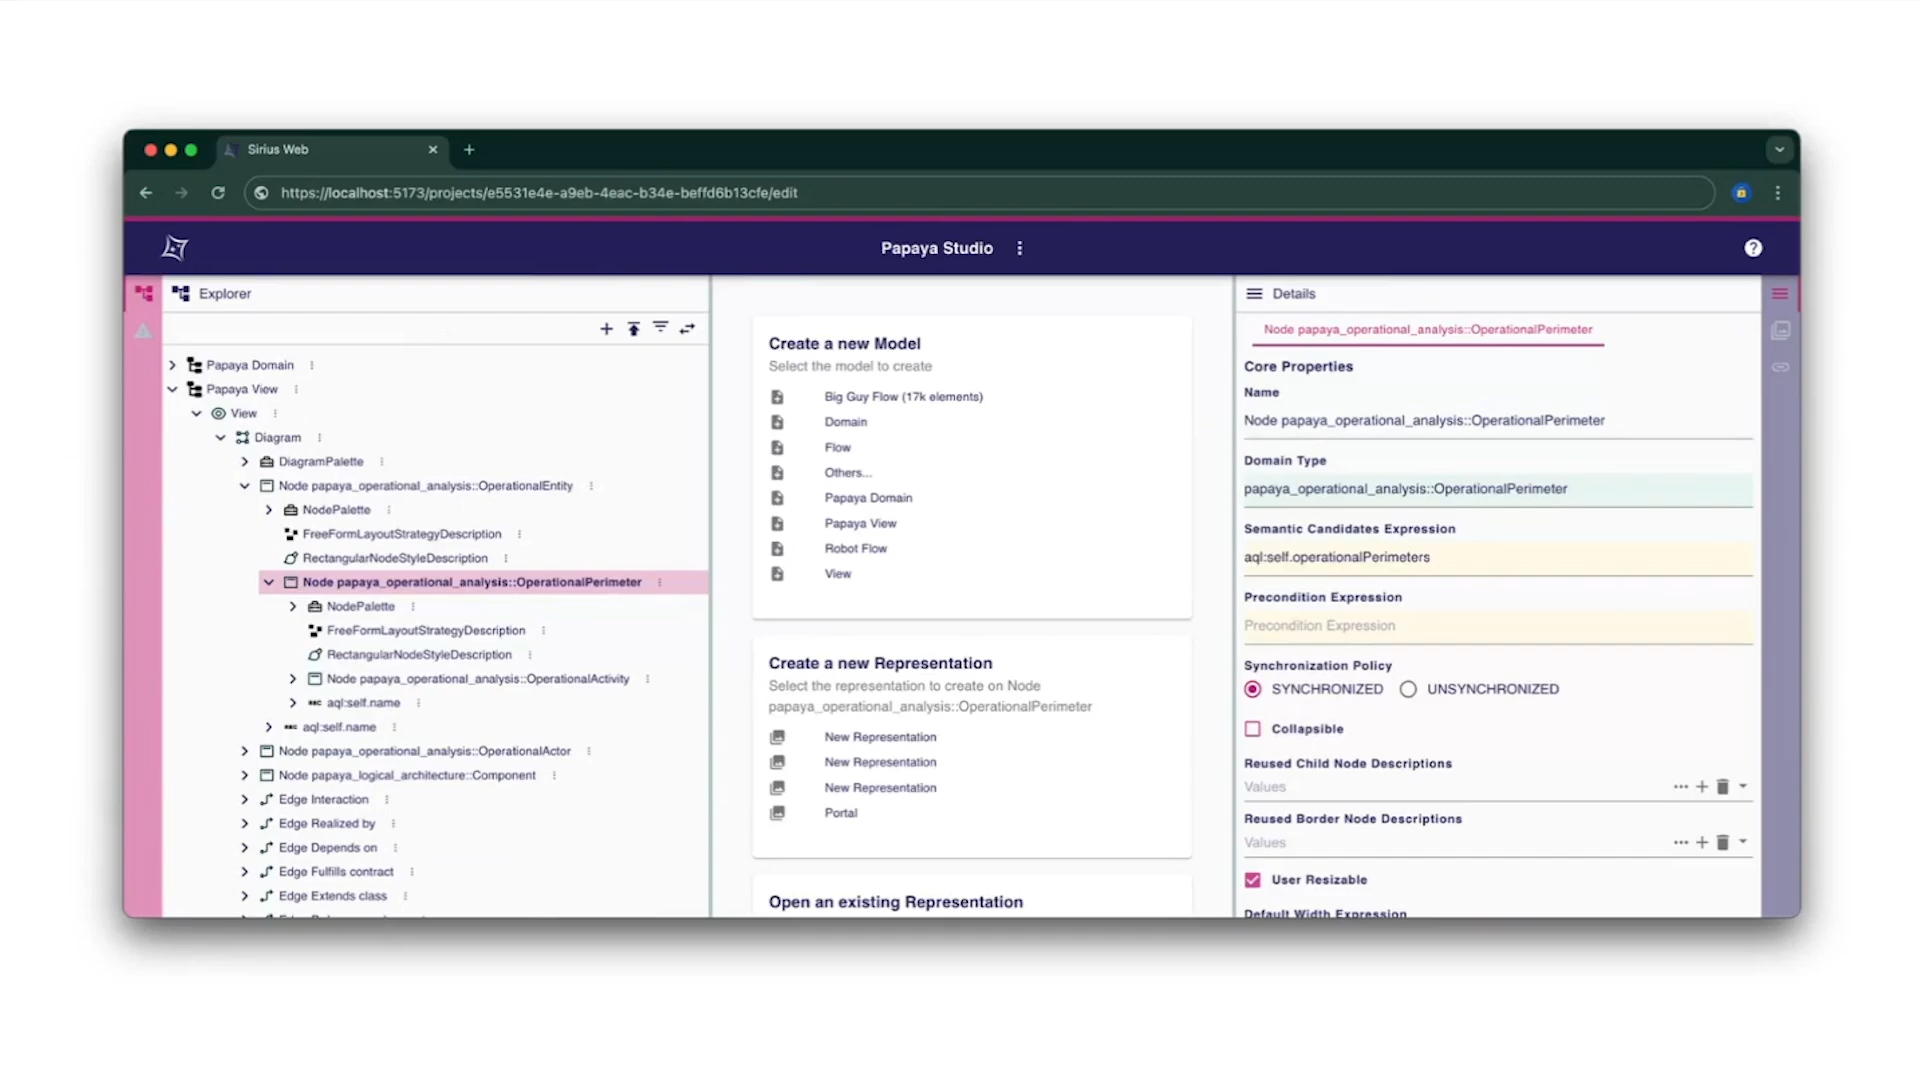 Sirius Web
https://localhost:5173/projects/e5531e4e-a9eb-4eac-b34e-beffd6b13cfe/edit
Papaya Studio
Explorer
Papaya Domain
Papaya View
View
Diagram
DiagramPalette
Node papaya_operational_analysis::OperationalEntity
NodePalette
FreeFormLayoutStrategyDescription
RectangularNodeStyleDescription
Node papaya_operational_analysis::OperationalPerimeter
NodePalette
FreeFormLayoutStrategyDescription
RectangularNodeStyleDescription
Node papaya_operational_analysis::OperationalActivity
aql:self.name
aql:self.name
Node papaya_operational_analysis::OperationalActor
Node papaya_logical_architecture::Component
Edge Interaction
Edge Realized by
Edge Depends on
Edge Fulfills contract
Edge Extends class
Create a new Model
Select the model to create
Big Guy Flow (17k elements)
Domain
Flow
Others...
Papaya Domain
Papaya View
Robot Flow
View
Create a new Representation
Select the representation to create on Node
papaya_operational_analysis::OperationalPerimeter
New Representation
New Representation
New Representation
Portal
Open an existing Representation
Details
Node papaya_operational_analysis::OperationalPerimeter
Core Properties
Name
Node papaya_operational_analysis::OperationalPerimeter
Domain Type
papaya_operational_analysis::OperationalPerimeter
Semantic Candidates Expression
aql:self.operationalPerimeters
Precondition Expression
Precondition Expression
Synchronization Policy
SYNCHRONIZED UNSYNCHRONIZED
Collapsible
Reused Child Node Descriptions
Values
Reused Border Node Descriptions
Values
User Resizable
Default Width Expression